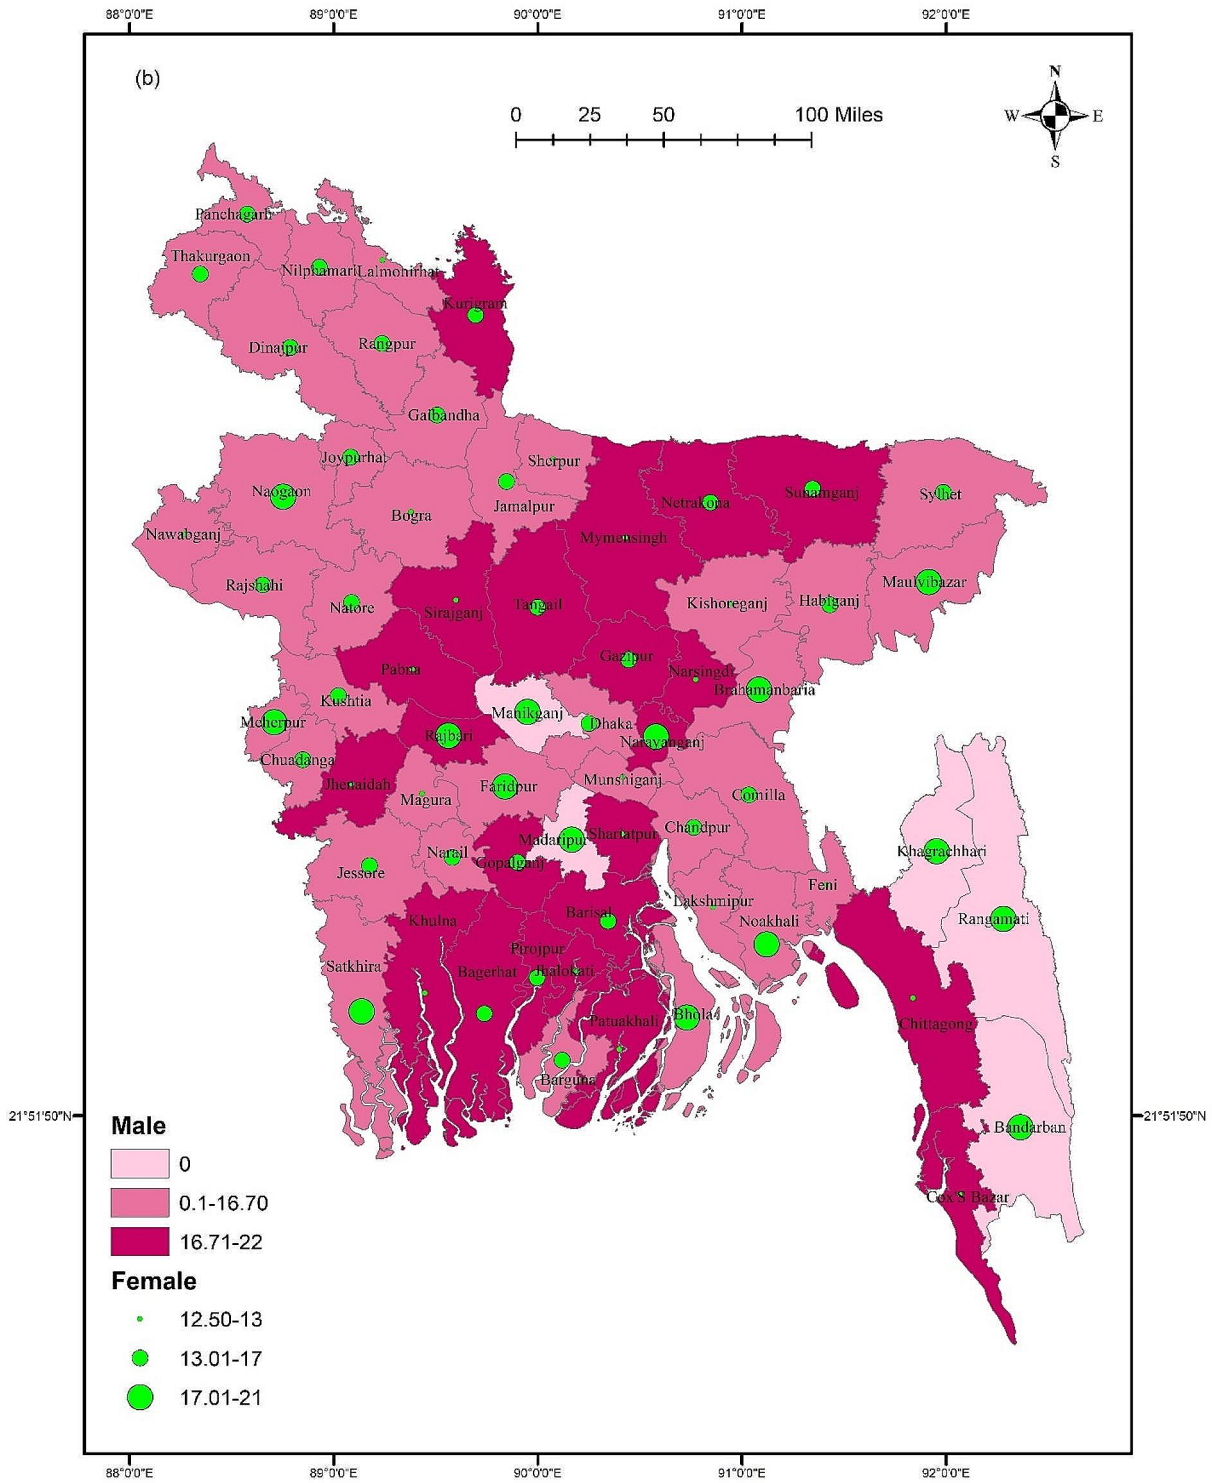 88°0'0"E 89°0'0"E 90°0'0"E 91°0'0"E 92°0'0"E
(b)
N
0 25 50 100 Miles
W E
S
Panchagarh
Thakurgaon
Nilphamari Lalmonirhat
Kurigram
Dinajpur Rangpur
Gaibandha
Joypurhat Sherpur
Naogaon Sunamganj Sylhet
Netrakona
Jamalpur
Bogra
Nawabganj Mymensingh
Maulvibazar
Rajshahi
Natore Sirajganj Tangail Kishoreganj Habiganj
Gazipur
Pabna Narsingdi
Brahamanbaria
Kushtia
Manikganj
Meherpur Dhaka
Rajbari Narayanganj
Chuadanga
Jhenaidah Faridpur Munshiganj
Magura Comilla
Chandpur
Madaripur Shariatpur
Narail Khagrachhari
Jessore Gopalganj
Feni
Lakshmipur
Khulna Barisal Noakhali Rangamati
Pirojpur
Satkhira Bagerhat Jhalokati
Patuakhali Bhola
Chittagong
Barguna
21°51'50"N 21°51'50"N
Bandarban
Cox'S Bazar
Male
0
0.1-16.70
16.71-22
Female
12.50-13
13.01-17
17.01-21
88°0'0"E 89°0'0"E 90°0'0"E 91°0'0"E 92°0'0"E